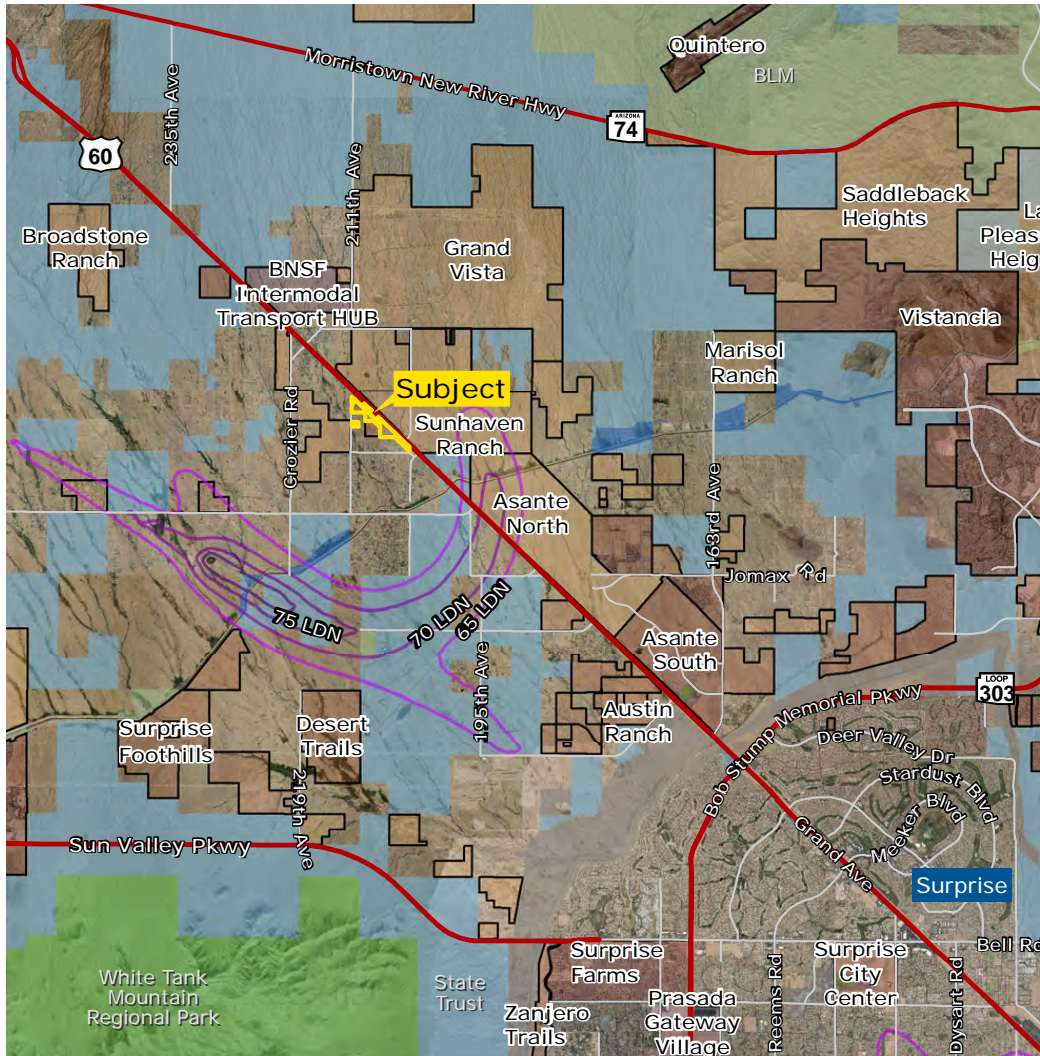 Quintero
BLM
Morristown New River Hwy
ARIZONA
74
235th Ave
60
211th Ave
Saddleback
Heights
Broadstone
Ranch
Grand
Vista
BNSF
Intermodal
Transport HUB
Vistancia
Marisol
Ranch
Subject
Sunhaven
Ranch
Crozier Rd
Asante
North
163rd Ave
Jomax Rd
75 LDN
70 LDN
65 LDN
Asante
South
195th Ave
LOOP
303
Austin
Ranch
Bob Stump Memorial Pkwy
Surprise
Foothills
Desert
Trails
219th Ave
Deer Valley Dr
Stardust Blvd
Meeker Blvd
Sun Valley Pkwy
Grand Ave
Surprise
Bell Rd
Surprise
Farms
Surprise
City
Center
White Tank
Mountain
Regional Park
State
Trust
Zanjero
Trails
Prasada
Gateway
Village
Reems Rd
Dysart Rd